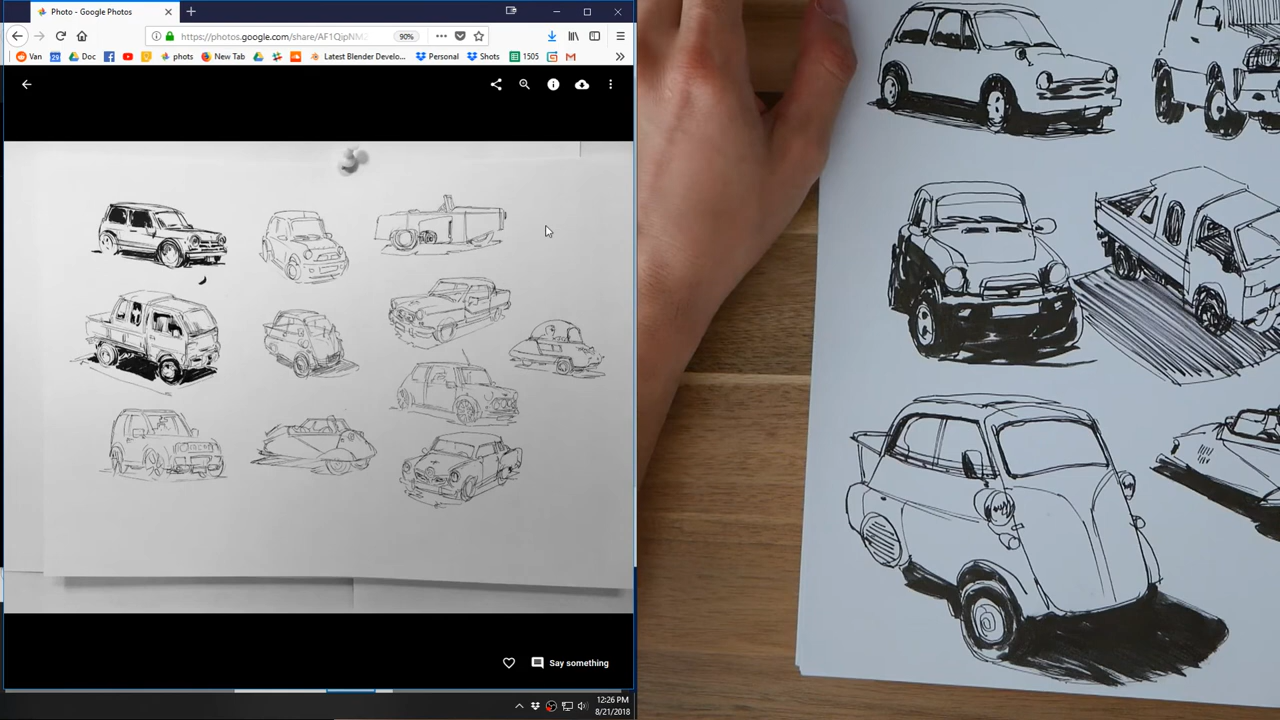 Photo - Google Photos
https://photos.google.com/share/AF1QipNM
90%
Van
Doc
phots
New Tab
Latest Blender Develo...
Personal
Shots
1505
Say something
12:26 PM
8/21/2018